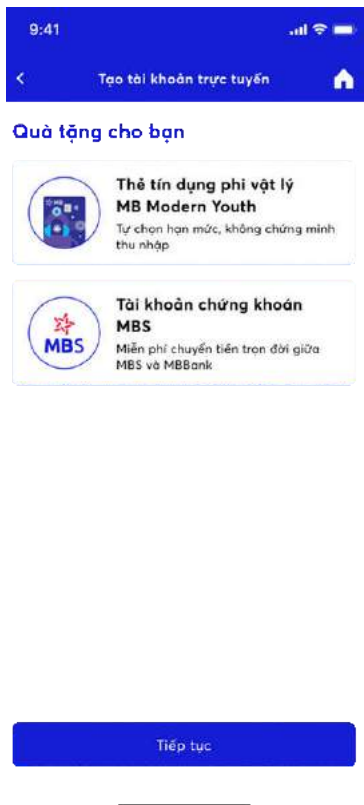 9:41
Tạo tài khoản trực tuyến
Quà tặng cho bạn
Thẻ tín dụng phi vật lý
MB Modern Youth
Tự chọn hạn mức, không chứng minh
thu nhập
Tài khoản chứng khoán
MBS
MBS
Miễn phí chuyển tiền trọn đời giữa
MBS và MBBank
Tiếp tục